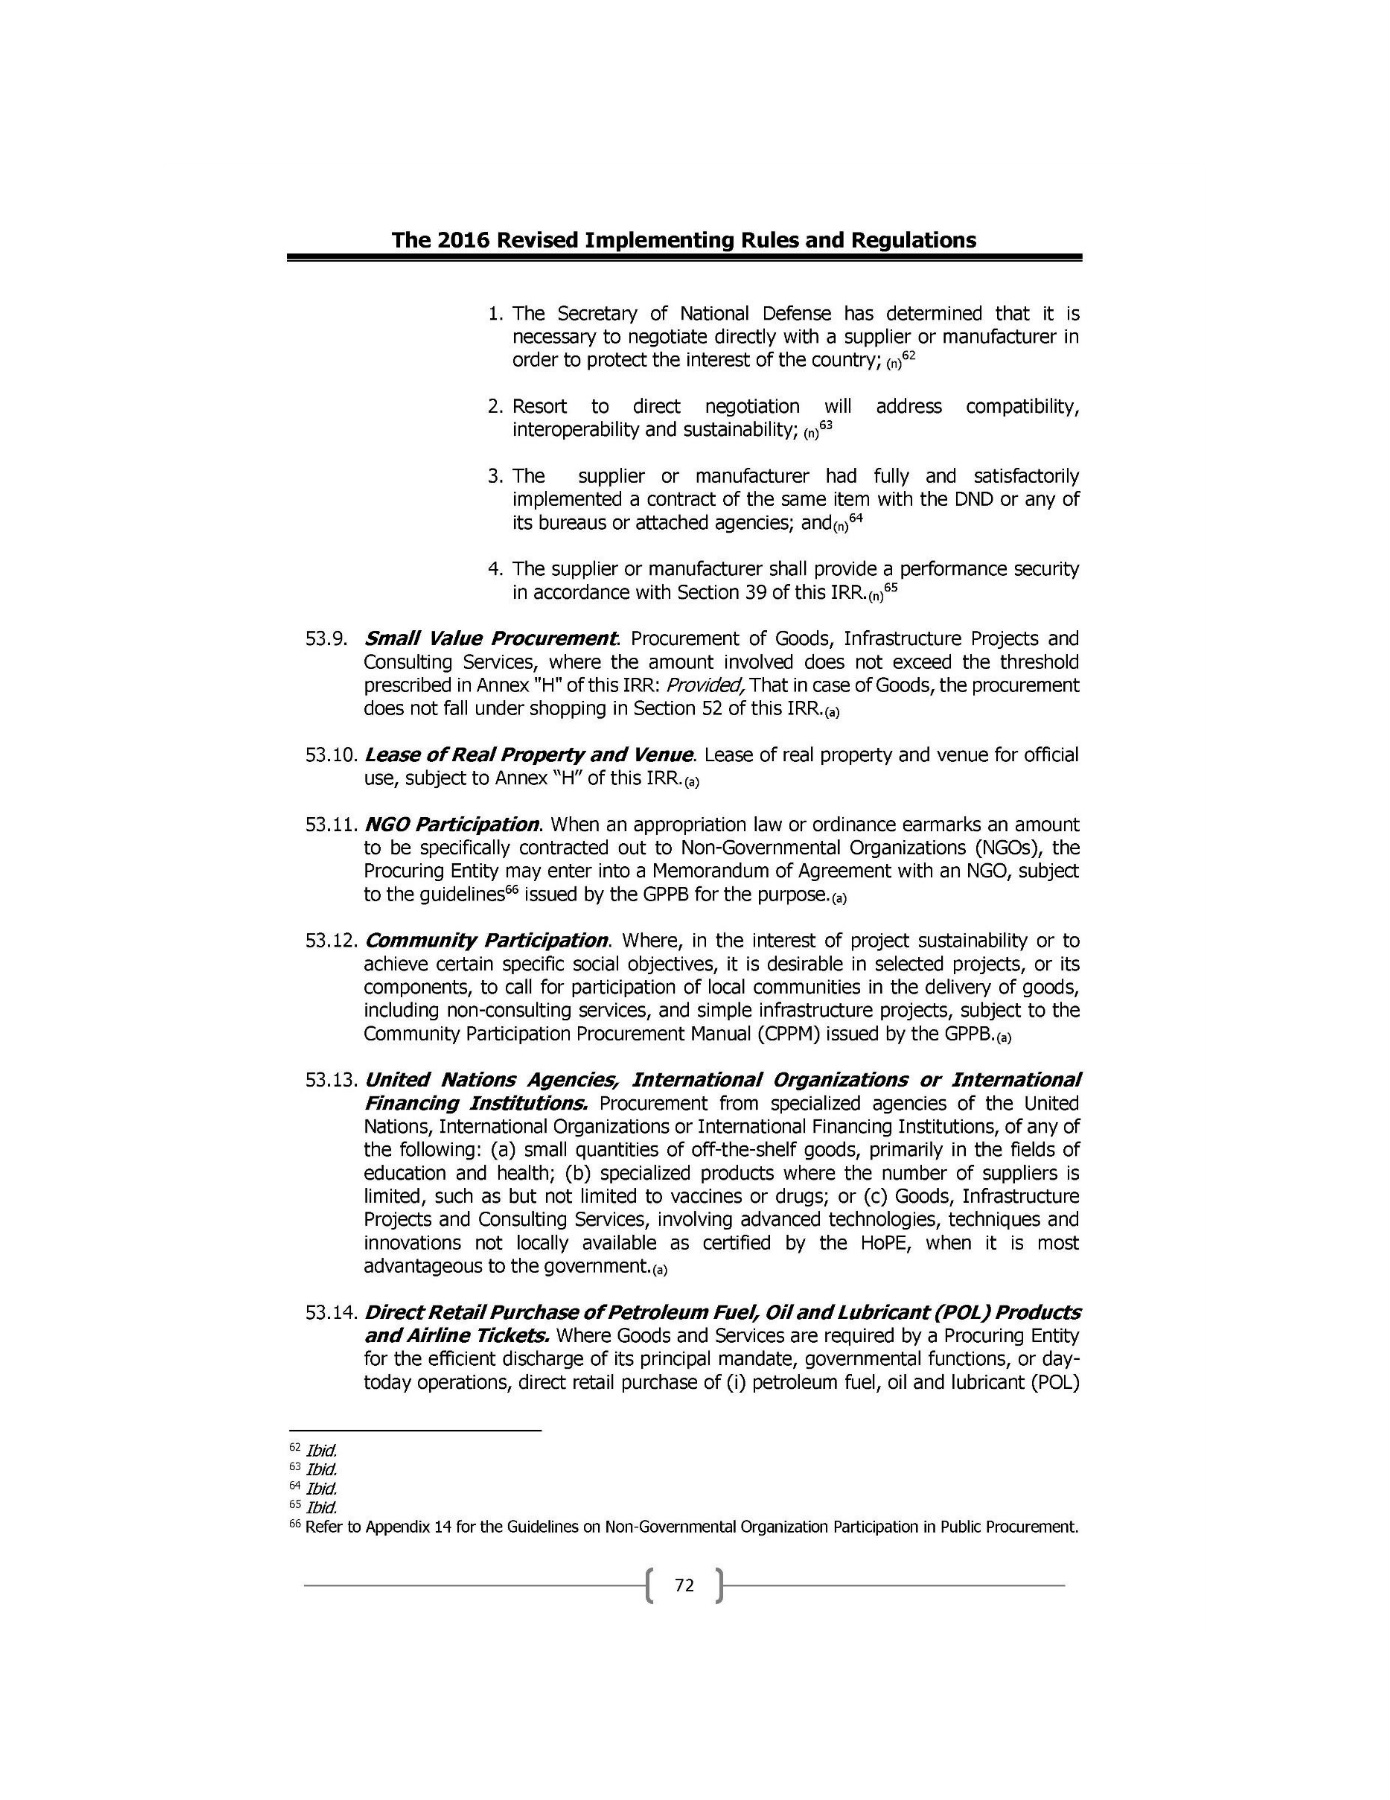 The 2016 Revised Implementing Rules and Regulations
1. The Secretary of National Defense has determined that it is
necessary to negotiate directly with a supplier or manufacturer in
order to protect the interest of the country; (n)62
2. Resort to direct negotiation will address compatibility,
interoperability and sustainability; (n)63
3. The supplier or manufacturer had fully and satisfactorily
implemented a contract of the same item with the DND or any of
its bureaus or attached agencies; and(n)64
4. The supplier or manufacturer shall provide a performance security
in accordance with Section 39 of this IRR.(n)65
53.9. Small Value Procurement. Procurement of Goods, Infrastructure Projects and
Consulting Services, where the amount involved does not exceed the threshold
prescribed in Annex "H" of this IRR: Provided, That in case of Goods, the procurement
does not fall under shopping in Section 52 of this IRR.(a)
53.10. Lease of Real Property and Venue. Lease of real property and venue for official
use, subject to Annex “H” of this IRR.(a)
53.11. NGO Participation. When an appropriation law or ordinance earmarks an amount
to be specifically contracted out to Non-Governmental Organizations (NGOs), the
Procuring Entity may enter into a Memorandum of Agreement with an NGO, subject
to the guidelines66 issued by the GPPB for the purpose.(a)
53.12. Community Participation. Where, in the interest of project sustainability or to
achieve certain specific social objectives, it is desirable in selected projects, or its
components, to call for participation of local communities in the delivery of goods,
including non-consulting services, and simple infrastructure projects, subject to the
Community Participation Procurement Manual (CPPM) issued by the GPPB.(a)
53.13. United Nations Agencies, International Organizations or International
Financing Institutions. Procurement from specialized agencies of the United
Nations, International Organizations or International Financing Institutions, of any of
the following: (a) small quantities of off-the-shelf goods, primarily in the fields of
education and health; (b) specialized products where the number of suppliers is
limited, such as but not limited to vaccines or drugs; or (c) Goods, Infrastructure
Projects and Consulting Services, involving advanced technologies, techniques and
innovations not locally available as certified by the HoPE, when it is most
advantageous to the government.(a)
53.14. Direct Retail Purchase of Petroleum Fuel, Oil and Lubricant (POL) Products
and Airline Tickets. Where Goods and Services are required by a Procuring Entity
for the efficient discharge of its principal mandate, governmental functions, or day-
today operations, direct retail purchase of (i) petroleum fuel, oil and lubricant (POL)
62 Ibid.
63 Ibid.
64 Ibid.
65 Ibid.
66 Refer to Appendix 14 for the Guidelines on Non-Governmental Organization Participation in Public Procurement.
72